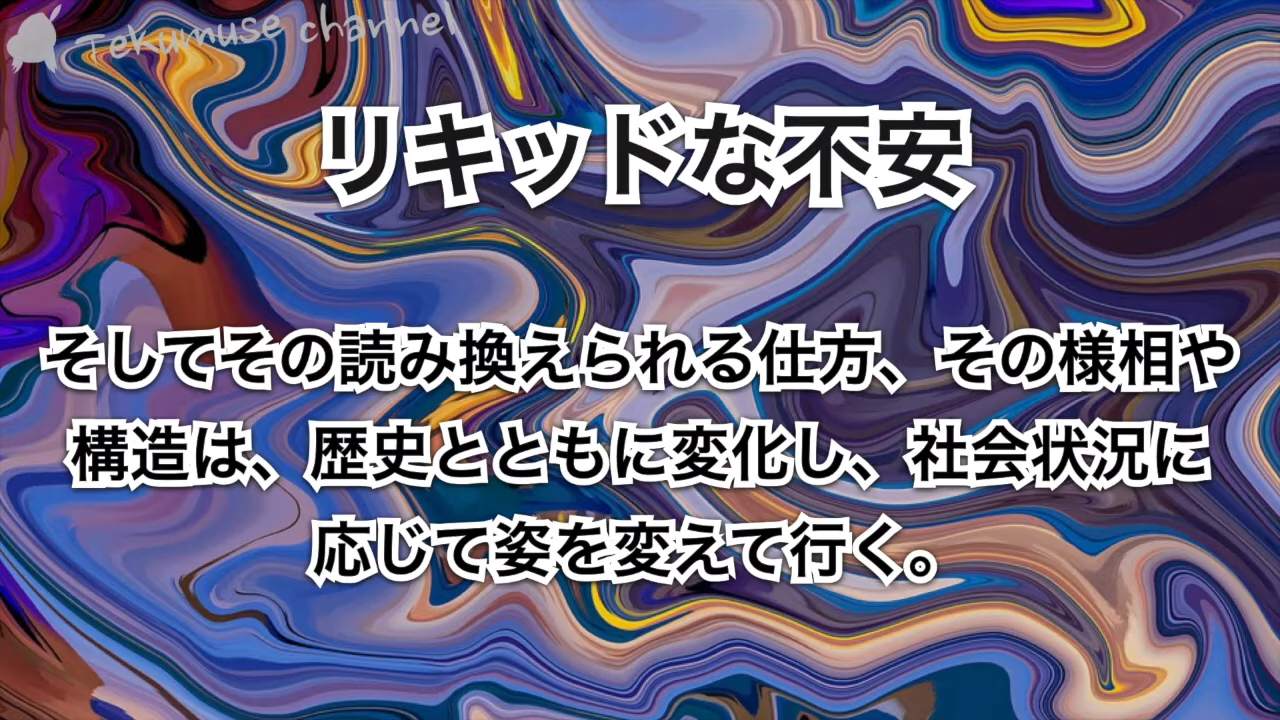 Tekumuse channel
リキッドな不安
そしてその読み換えられる仕方、その様相や
構造は、歴史とともに変化し、社会状況に
応じて姿を変えて行く。